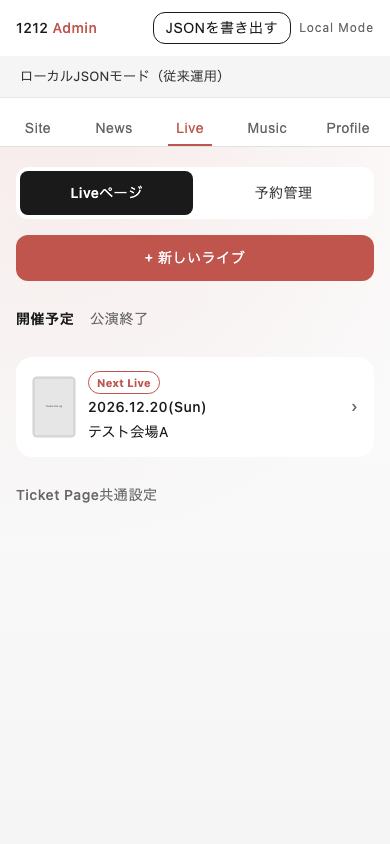 1212 Admin
JSONを書き出す
Local Mode
ローカルJSONモード（従来運用）
Site
News
Live
Music
Profile
Liveページ
予約管理
+ 新しいライブ
開催予定
公演終了
Next Live
2026.12.20(Sun)
テスト会場A
›
Ticket Page共通設定